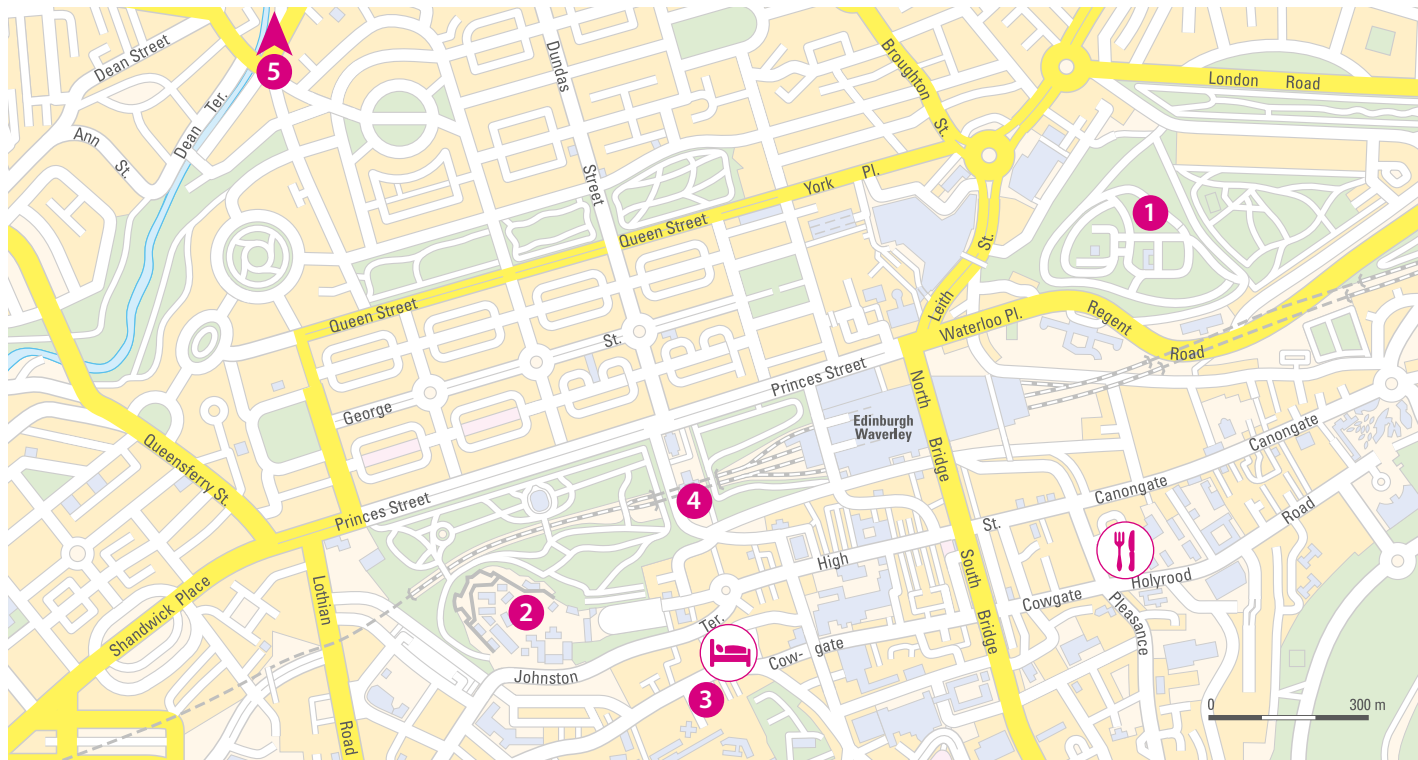 5
Dean Street
Dean Ter.
Ann St.
Dundas Street
Broughton St.
London Road
York Pl.
Queen Street
1
Queen Street
Leith St.
Waterloo Pl.
Regent Road
George St.
Princes Street
North Bridge
Edinburgh
Waverley
Queensferry St.
Canongate
Princes Street
4
Canongate
High St.
Road
Shandwick Place
Lothian Road
2
South Bridge
Holyrood
Cowgate
Pleasance
Johnston Ter.
Cow- gate
3
0 300 m